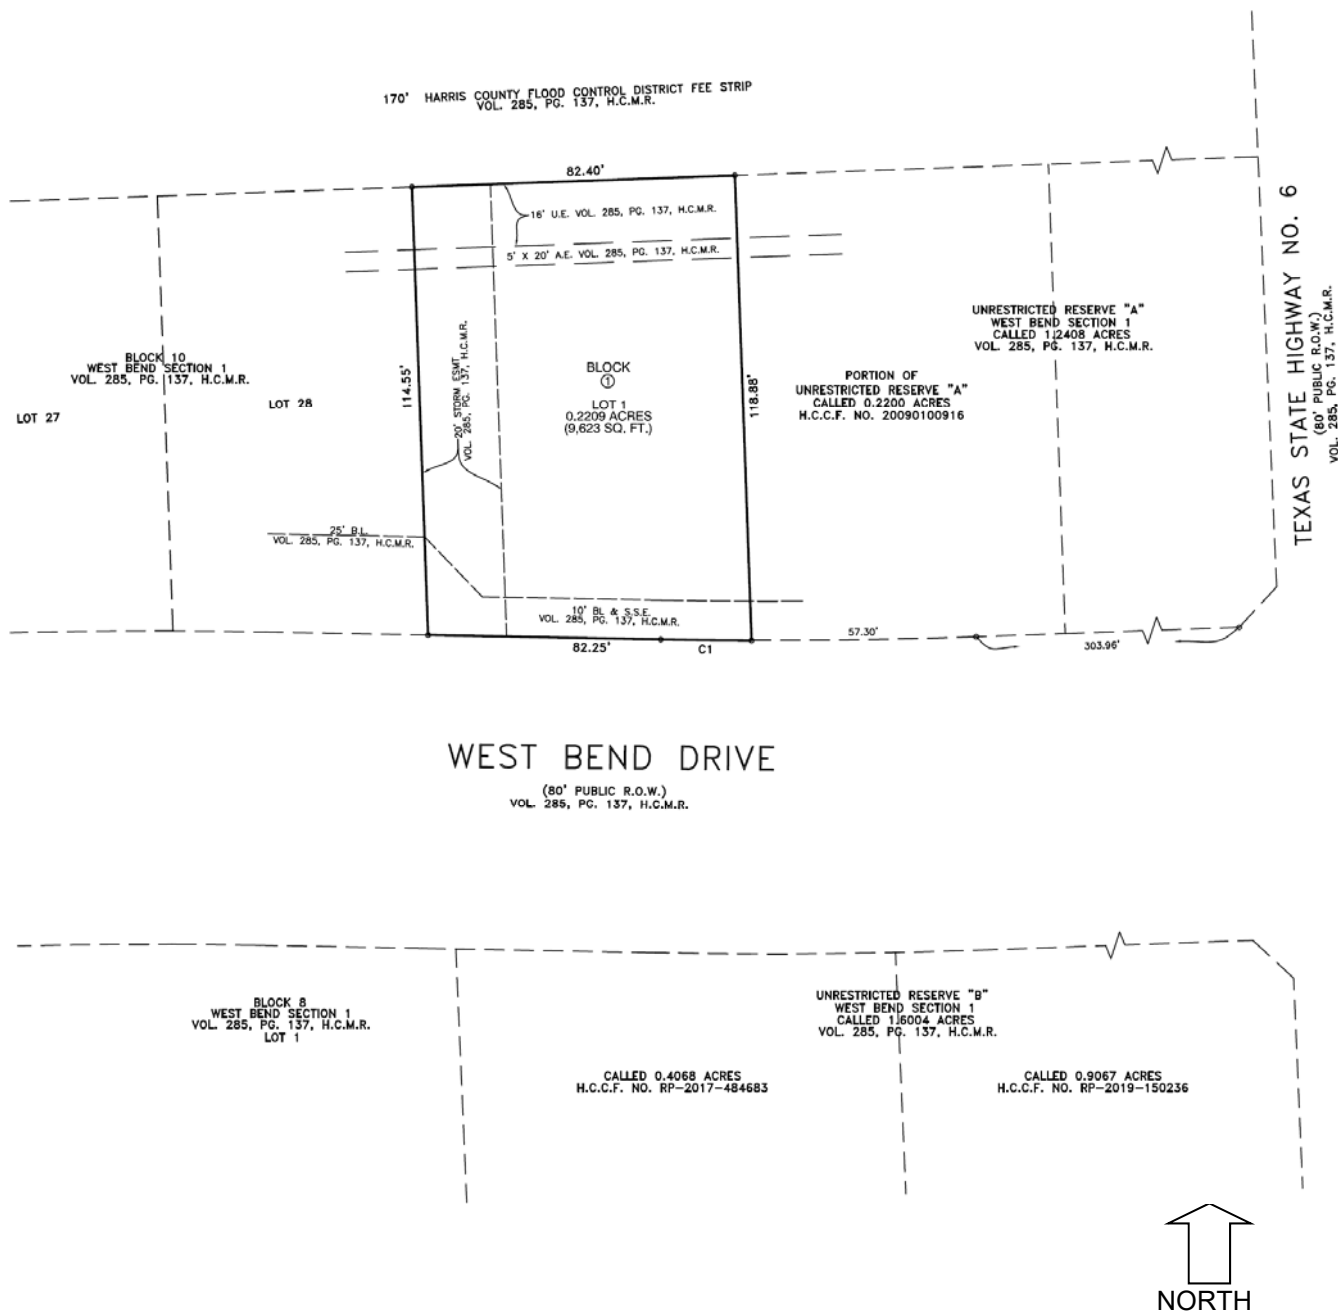 170' HARRIS COUNTY FLOOD CONTROL DISTRICT FEE STRIP
VOL. 285, PG. 137, H.C.M.R.
82.40'
16' U.E. VOL. 285, PG. 137, H.C.M.R.
5' X 20' A.E. VOL. 285, PG. 137, H.C.M.R.
TEXAS STATE HIGHWAY NO. 6
(80' PUBLIC R.O.W.)
VOL. 285, PG. 137, H.C.M.R.
UNRESTRICTED RESERVE "A"
WEST BEND SECTION 1
CALLED 1.2408 ACRES
VOL. 285, PG. 137, H.C.M.R.
BLOCK 10
WEST BEND SECTION 1
VOL. 285, PG. 137, H.C.M.R.
LOT 27
LOT 28
114.55'
20' STORM ESMT
VOL. 285, PG. 137, H.C.M.R.
BLOCK
1
LOT 1
0.2209 ACRES
(9,623 SQ. FT.)
118.88'
PORTION OF
UNRESTRICTED RESERVE "A"
CALLED 0.2200 ACRES
H.C.C.F. NO. 20090100916
25' B.L.
VOL. 285, PG. 137, H.C.M.R.
10' BL & S.S.E.
VOL. 285, PG. 137, H.C.M.R.
82.25'
C1
57.30'
303.96'
WEST BEND DRIVE
(80' PUBLIC R.O.W.)
VOL. 285, PG. 137, H.C.M.R.
BLOCK 8
WEST BEND SECTION 1
VOL. 285, PG. 137, H.C.M.R.
LOT 1
UNRESTRICTED RESERVE "B"
WEST BEND SECTION 1
CALLED 1.6004 ACRES
VOL. 285, PG. 137, H.C.M.R.
CALLED 0.4068 ACRES
H.C.C.F. NO. RP-2017-484683
CALLED 0.9067 ACRES
H.C.C.F. NO. RP-2019-150236
NORTH